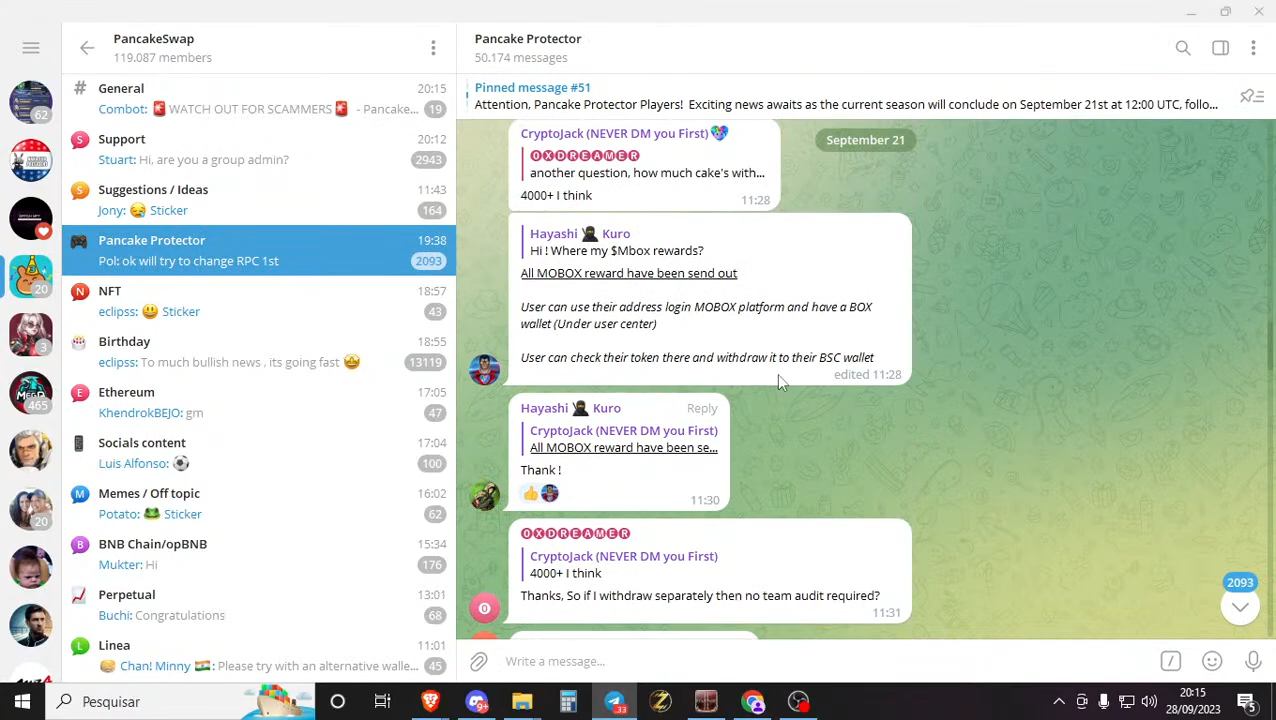 PancakeSwap
119.087 members
General
20:15
Combot: 🚨 WATCH OUT FOR SCAMMERS 🚨 - Pancake...
19
Support
20:12
Stuart: Hi, are you a group admin?
2943
S
Suggestions / Ideas
11:43
Jony: 😪 Sticker
164
Pancake Protector
19:38
Pol: ok will try to change RPC 1st
2093
N
NFT
18:57
eclipss: 😃 Sticker
43
Birthday
18:55
eclipss: To much bullish news , its going fast 🤩
13119
Ethereum
17:05
KhendrokBEJO: gm
47
Socials content
17:04
Luis Alfonso: ⚽
100
M
Memes / Off topic
16:02
Potato: 🐸 Sticker
62
B
BNB Chain/opBNB
15:34
Mukter: Hi
176
Perpetual
13:01
Buchi: Congratulations
68
L
Linea
11:01
Chan! Minny 🇮🇳: Please try with an alternative walle...
45
62
20
3
465
20
Pancake Protector
50.174 messages
Pinned message #51
Attention, Pancake Protector Players! Exciting news awaits as the current season will conclude on September 21st at 1200 UTC, follo...
September 21
CryptoJack (NEVER DM you First)
🅞🅧🅓🅡🅔🅐🅜🅔🅡
another question, how much cake's with...
4000+ I think
11:28
Hayashi 🥷 Kuro
Hi ! Where my $Mbox rewards?
All MOBOX reward have been send out
User can use their address login MOBOX platform and have a BOX
wallet (Under user center)
User can check their token there and withdraw it to their BSC wallet
edited 11:28
Hayashi 🥷 Kuro
Reply
CryptoJack (NEVER DM you First)
All MOBOX reward have been se...
Thank !
11:30
🅞🅧🅓🅡🅔🅐🅜🅔🅡
CryptoJack (NEVER DM you First)
4000+ I think
Thanks, So if I withdraw separately then no team audit required?
11:31
2093
Write a message...
Pesquisar
33
20:15
28/09/2023
5